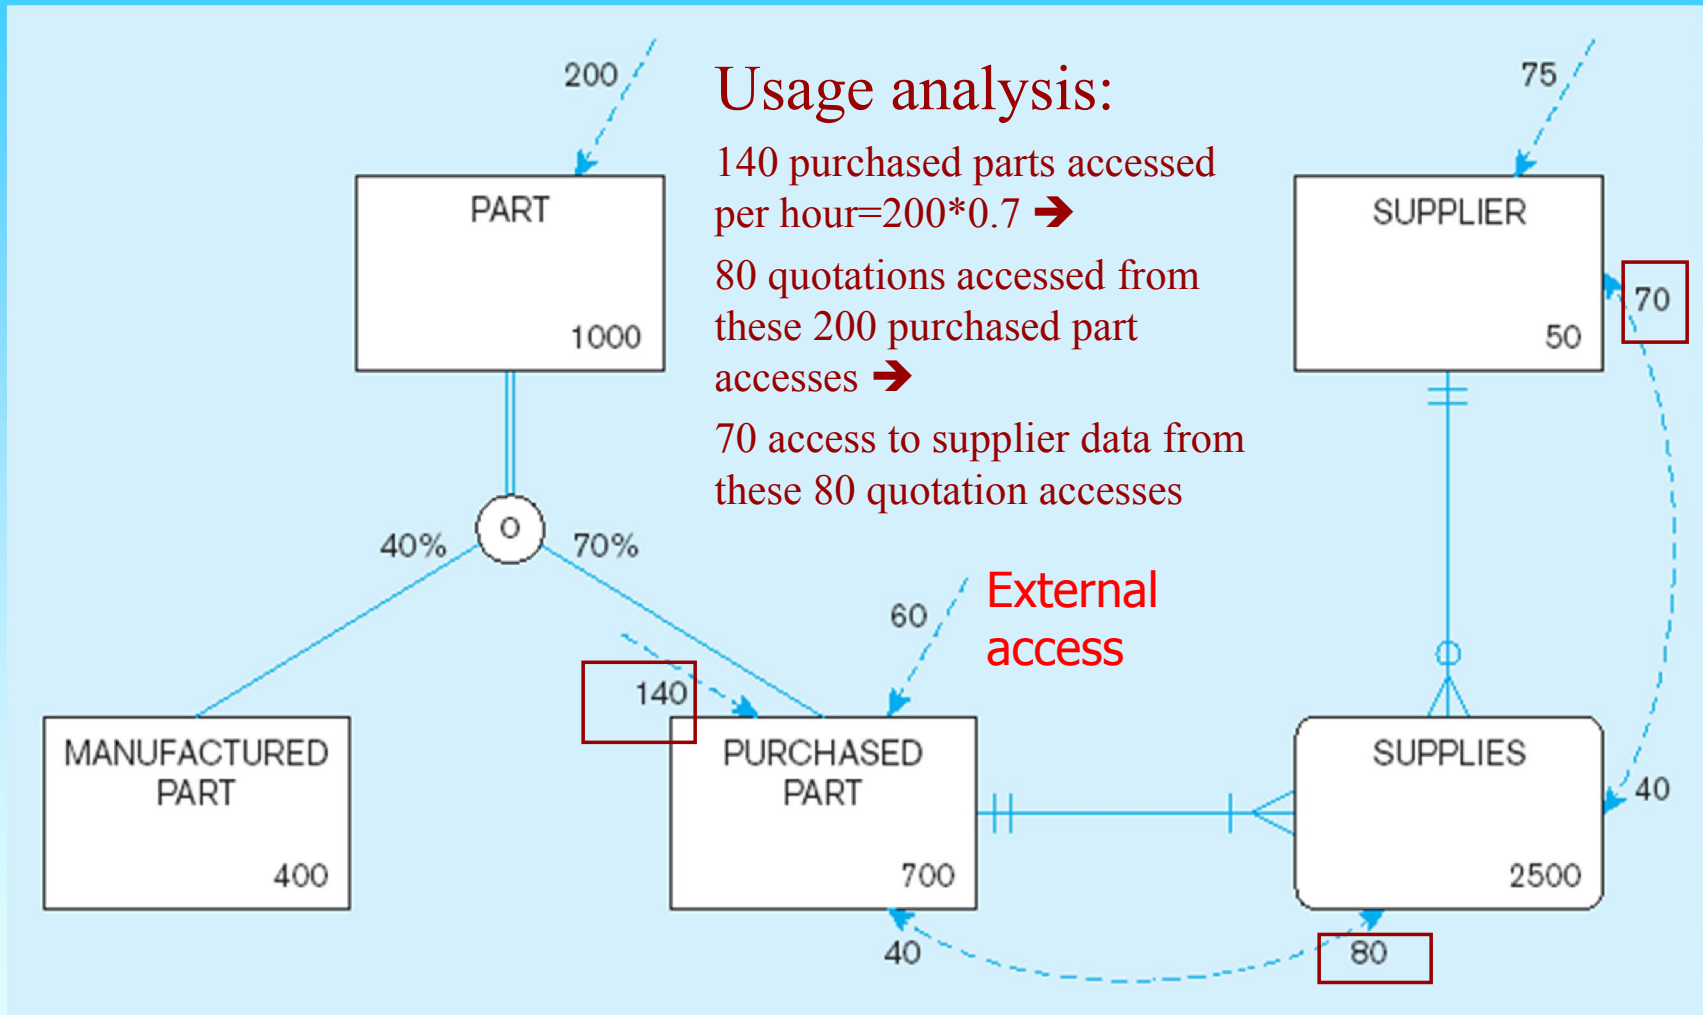 200
Usage analysis:
75
140 purchased parts accessed
per hour=200*0.7 ➔
PART
SUPPLIER
80 quotations accessed from
these 200 purchased part
accesses ➔
70
1000
50
70 access to supplier data from
these 80 quotation accesses
O
40%
70%
External
access
60
140
MANUFACTURED
PART
PURCHASED
PART
SUPPLIES
40
400
700
2500
40
80